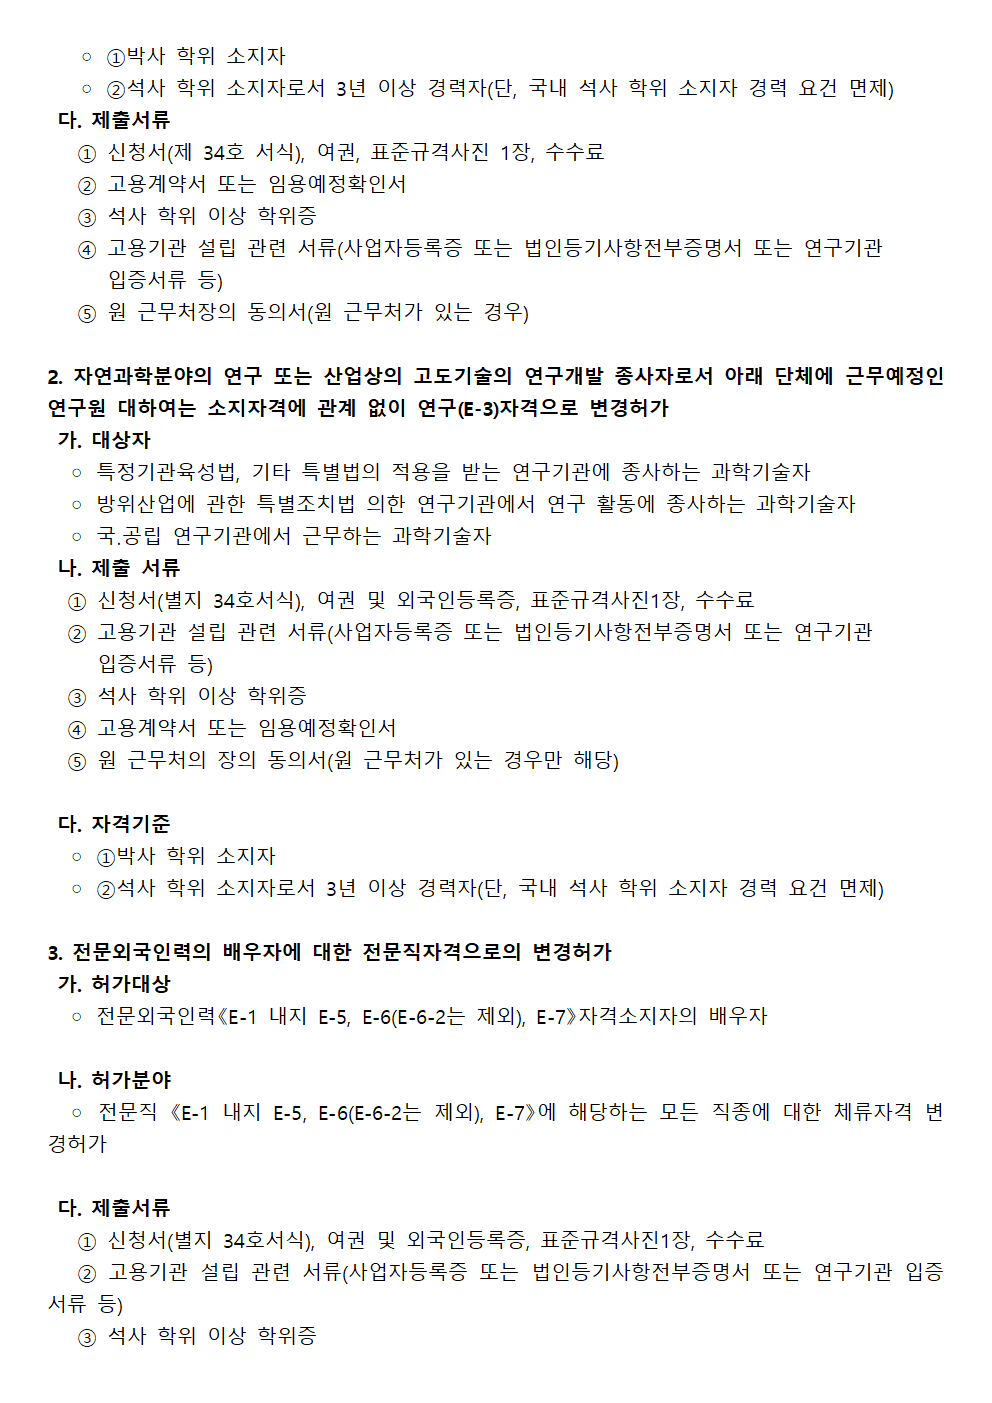 ○ ①박사 학위 소지자
○ ②석사 학위 소지자로서 3년 이상 경력자(단, 국내 석사 학위 소지자 경력 요건 면제)
다. 제출서류
① 신청서(제 34호 서식), 여권, 표준규격사진 1장, 수수료
② 고용계약서 또는 임용예정확인서
③ 석사 학위 이상 학위증
④ 고용기관 설립 관련 서류(사업자등록증 또는 법인등기사항전부증명서 또는 연구기관
입증서류 등)
⑤ 원 근무처장의 동의서(원 근무처가 있는 경우)
2. 자연과학분야의 연구 또는 산업상의 고도기술의 연구개발 종사자로서 아래 단체에 근무예정인
연구원 대하여는 소지자격에 관계 없이 연구(E-3)자격으로 변경허가
가. 대상자
○ 특정기관육성법, 기타 특별법의 적용을 받는 연구기관에 종사하는 과학기술자
○ 방위산업에 관한 특별조치법 의한 연구기관에서 연구 활동에 종사하는 과학기술자
○ 국.공립 연구기관에서 근무하는 과학기술자
나. 제출 서류
① 신청서(별지 34호서식), 여권 및 외국인등록증, 표준규격사진1장, 수수료
② 고용기관 설립 관련 서류(사업자등록증 또는 법인등기사항전부증명서 또는 연구기관
입증서류 등)
③ 석사 학위 이상 학위증
④ 고용계약서 또는 임용예정확인서
⑤ 원 근무처의 장의 동의서(원 근무처가 있는 경우만 해당)
다. 자격기준
○ ①박사 학위 소지자
○ ②석사 학위 소지자로서 3년 이상 경력자(단, 국내 석사 학위 소지자 경력 요건 면제)
3. 전문외국인력의 배우자에 대한 전문직자격으로의 변경허가
가. 허가대상
○ 전문외국인력《E-1 내지 E-5, E-6(E-6-2는 제외), E-7》자격소지자의 배우자
나. 허가분야
○ 전문직 《E-1 내지 E-5, E-6(E-6-2는 제외), E-7》에 해당하는 모든 직종에 대한 체류자격 변
경허가
다. 제출서류
① 신청서(별지 34호서식), 여권 및 외국인등록증, 표준규격사진1장, 수수료
② 고용기관 설립 관련 서류(사업자등록증 또는 법인등기사항전부증명서 또는 연구기관 입증
서류 등)
③ 석사 학위 이상 학위증